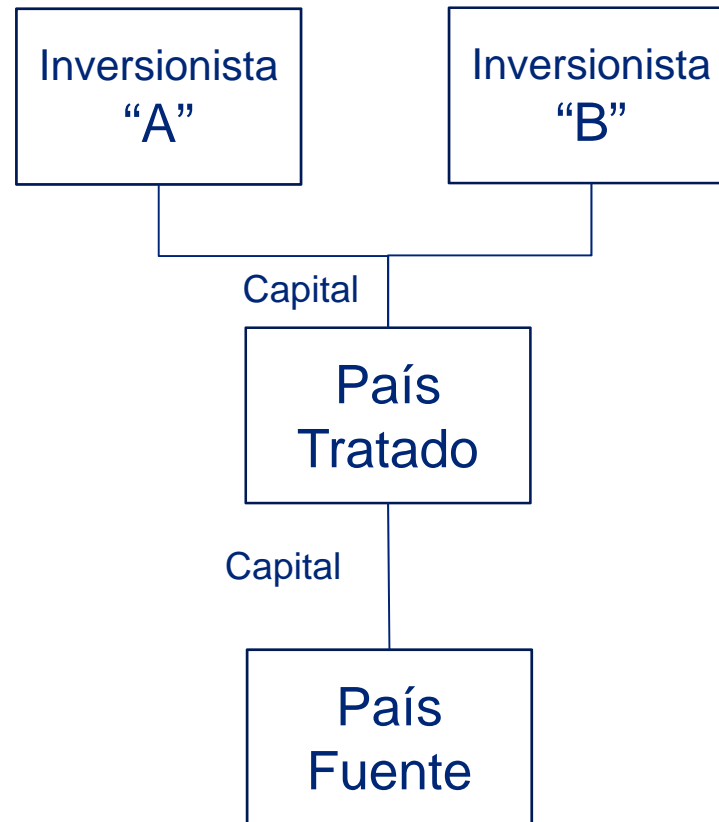 Inversionista
“A”
Inversionista
“B”
Capital
País
Tratado
Capital
País
Fuente